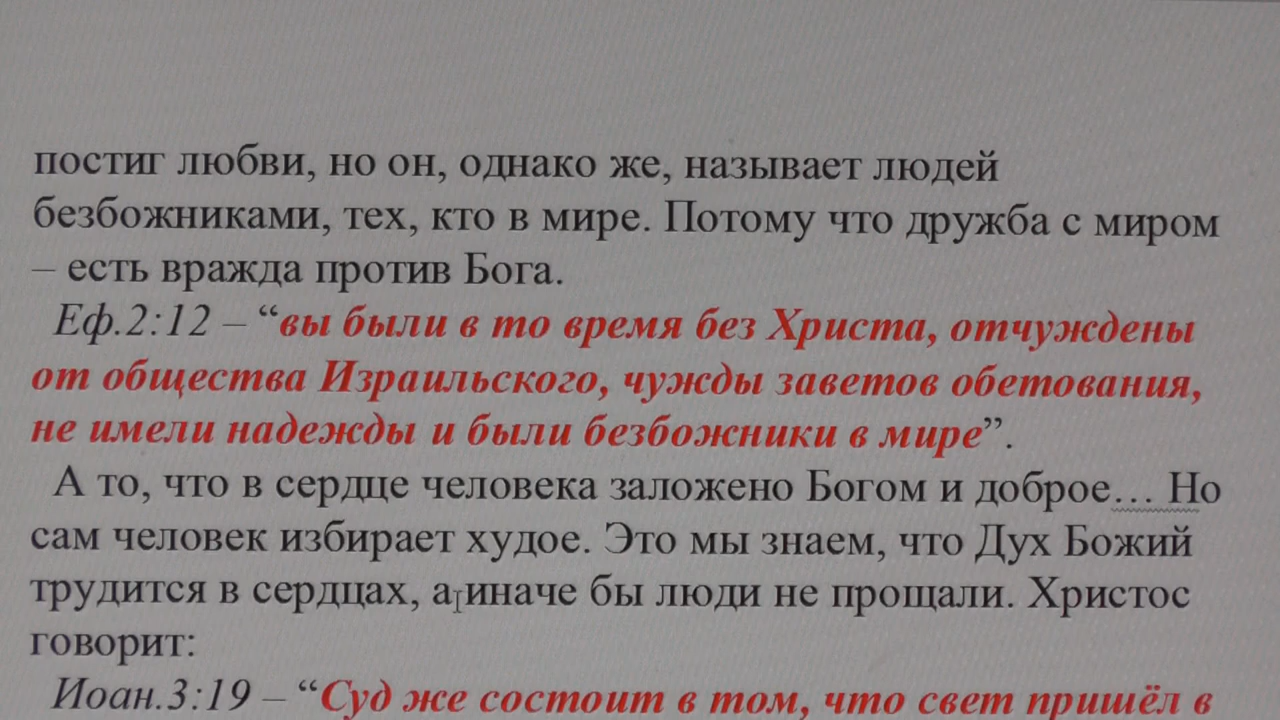 постиг любви, но он, однако же, называет людей
безбожниками, тех, кто в мире. Потому что дружба с миром
– есть вражда против Бога.
Еф.2:12 – “вы были в то время без Христа, отчуждены
от общества Израильского, чужды заветов обетования,
не имели надежды и были безбожники в мире”.
А то, что в сердце человека заложено Богом и доброе… Но
сам человек избирает худое. Это мы знаем, что Дух Божий
трудится в сердцах, а иначе бы люди не прощали. Христос
говорит:
Иоан.3:19 – “Суд же состоит в том, что свет пришёл в